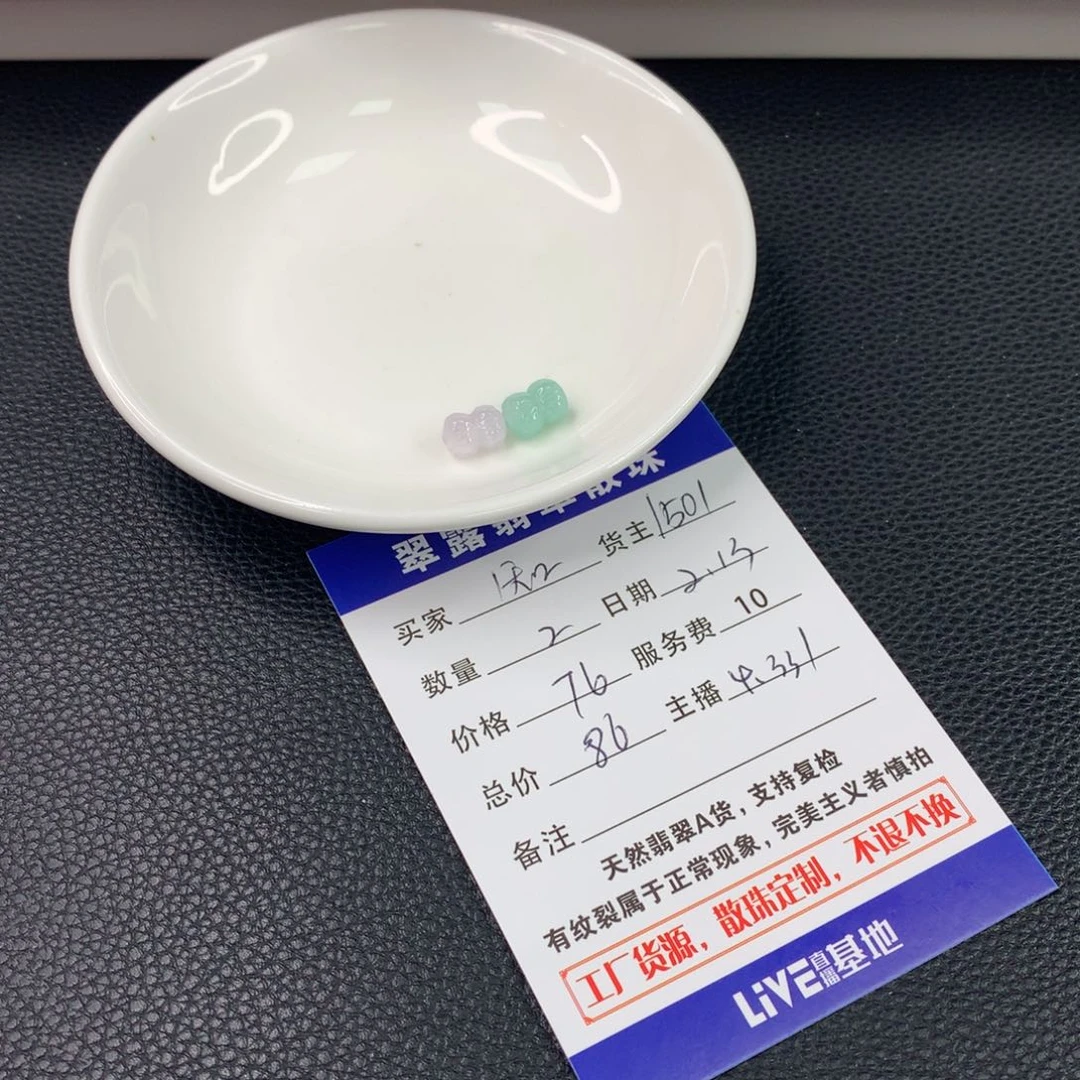 翠露翡翠散珠
买家 货主 1501
数量 2 日期 2.13
价格 76 服务费 10
总价 86 主播 4.331
备注
天然翡翠A货，支持复检
有纹裂属于正常现象，完美主义者慎拍
工厂货源，散珠定制，不退不换
LIVE直播基地